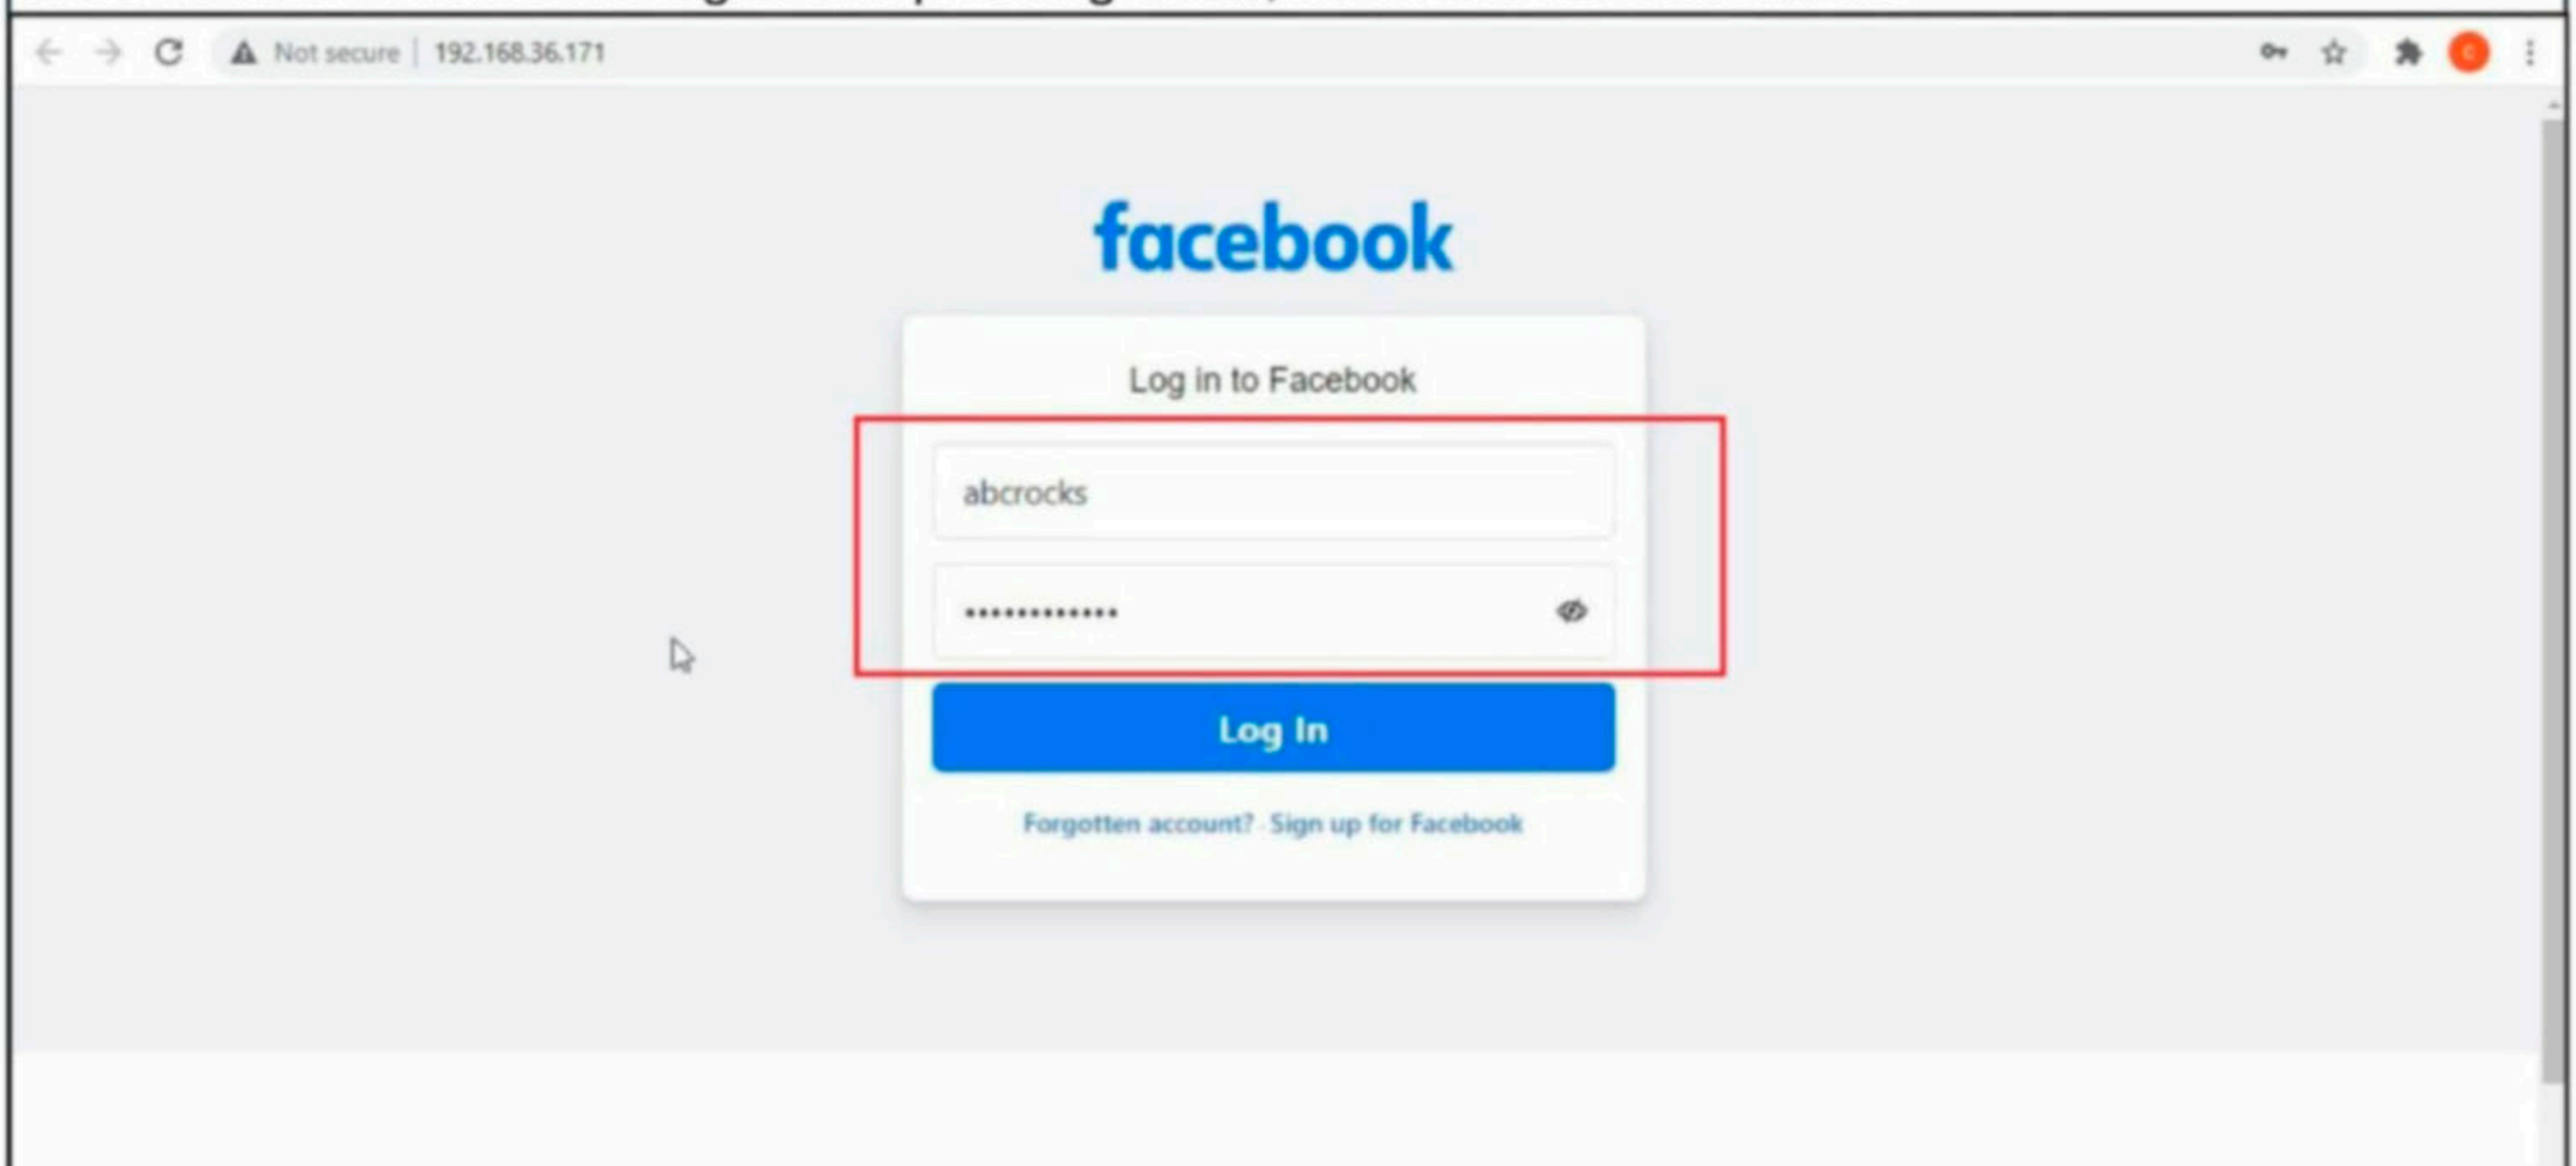 Not secure | 192.168.36.171
c
facebook
Log in to Facebook
abcrocks
••••••••••••
Log In
Forgotten account? · Sign up for Facebook